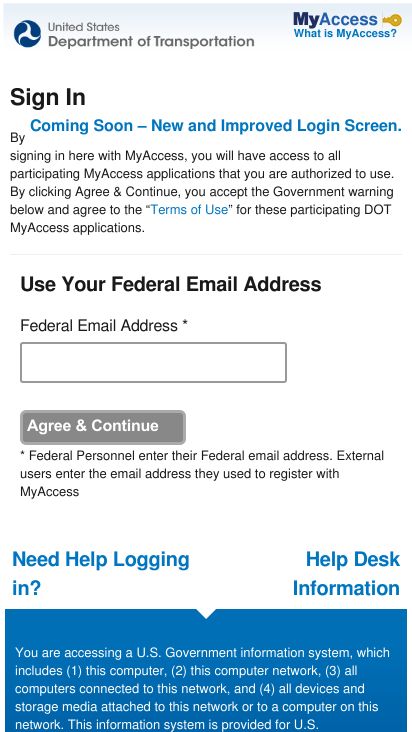 United States
Department of Transportation
MyAccess
What is MyAccess?
Sign In
Coming Soon – New and Improved Login Screen.
By
signing in here with MyAccess, you will have access to all
participating MyAccess applications that you are authorized to use.
By clicking Agree & Continue, you accept the Government warning
below and agree to the “Terms of Use” for these participating DOT
MyAccess applications.
Use Your Federal Email Address
Federal Email Address *
Agree & Continue
* Federal Personnel enter their Federal email address. External
users enter the email address they used to register with
MyAccess
Need Help Logging
in?
Help Desk
Information
You are accessing a U.S. Government information system, which
includes (1) this computer, (2) this computer network, (3) all
computers connected to this network, and (4) all devices and
storage media attached to this network or to a computer on this
network. This information system is provided for U.S.